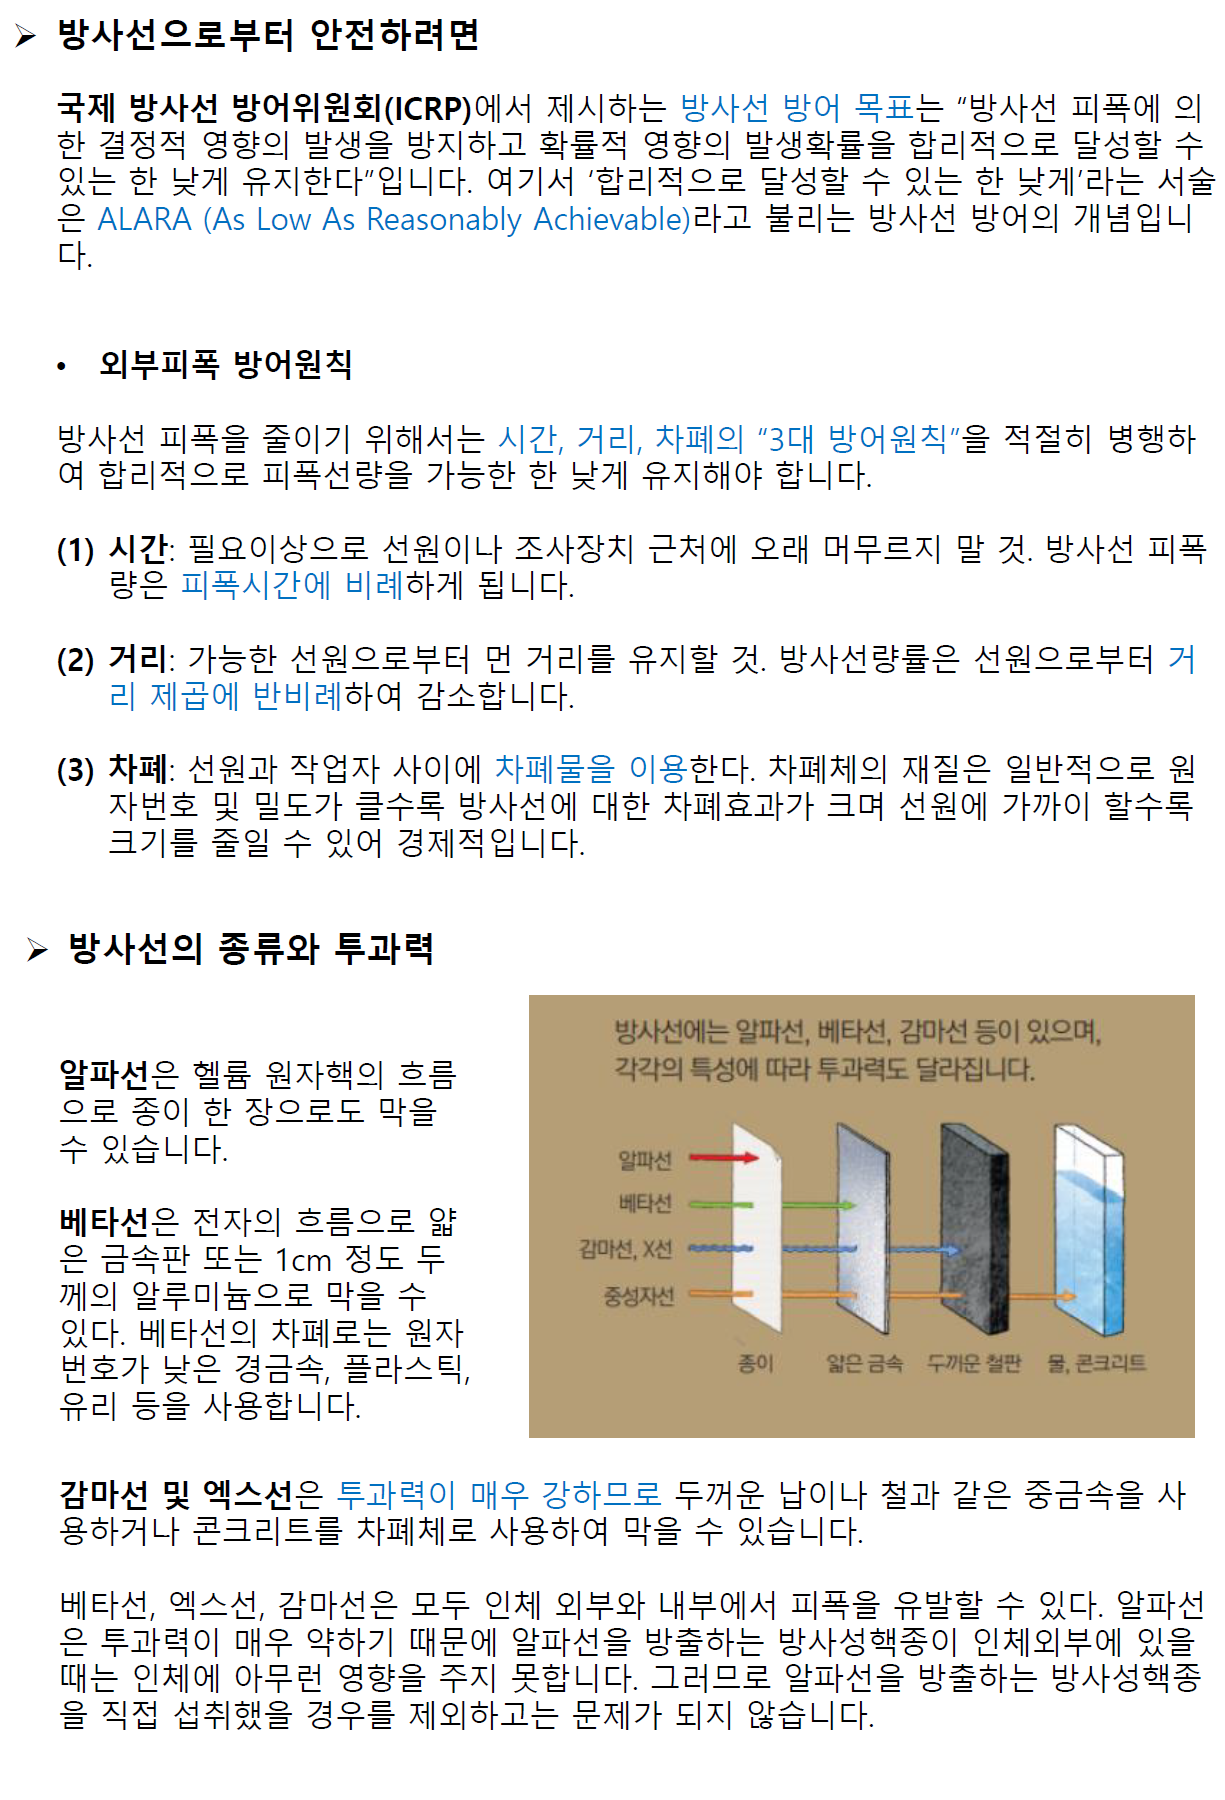 ➢ 방사선으로부터 안전하려면
국제 방사선 방어위원회(ICRP)에서 제시하는 방사선 방어 목표는 “방사선 피폭에 의
한 결정적 영향의 발생을 방지하고 확률적 영향의 발생확률을 합리적으로 달성할 수
있는 한 낮게 유지한다”입니다. 여기서 ‘합리적으로 달성할 수 있는 한 낮게’라는 서술
은 ALARA (As Low As Reasonably Achievable)라고 불리는 방사선 방어의 개념입니
다.
• 외부피폭 방어원칙
방사선 피폭을 줄이기 위해서는 시간, 거리, 차폐의 “3대 방어원칙”을 적절히 병행하
여 합리적으로 피폭선량을 가능한 한 낮게 유지해야 합니다.
(1) 시간: 필요이상으로 선원이나 조사장치 근처에 오래 머무르지 말 것. 방사선 피폭
량은 피폭시간에 비례하게 됩니다.
(2) 거리: 가능한 선원으로부터 먼 거리를 유지할 것. 방사선량률은 선원으로부터 거
리 제곱에 반비례하여 감소합니다.
(3) 차폐: 선원과 작업자 사이에 차폐물을 이용한다. 차폐체의 재질은 일반적으로 원
자번호 및 밀도가 클수록 방사선에 대한 차폐효과가 크며 선원에 가까이 할수록
크기를 줄일 수 있어 경제적입니다.
➢ 방사선의 종류와 투과력
알파선은 헬륨 원자핵의 흐름
으로 종이 한 장으로도 막을
수 있습니다.
베타선은 전자의 흐름으로 얇
은 금속판 또는 1cm 정도 두
께의 알루미늄으로 막을 수
있다. 베타선의 차폐로는 원자
번호가 낮은 경금속, 플라스틱,
유리 등을 사용합니다.
방사선에는 알파선, 베타선, 감마선 등이 있으며,
각각의 특성에 따라 투과력도 달라집니다.
알파선
베타선
감마선, X선
중성자선
종이 얇은 금속 두꺼운 철판 물, 콘크리트
감마선 및 엑스선은 투과력이 매우 강하므로 두꺼운 납이나 철과 같은 중금속을 사
용하거나 콘크리트를 차폐체로 사용하여 막을 수 있습니다.
베타선, 엑스선, 감마선은 모두 인체 외부와 내부에서 피폭을 유발할 수 있다. 알파선
은 투과력이 매우 약하기 때문에 알파선을 방출하는 방사성핵종이 인체외부에 있을
때는 인체에 아무런 영향을 주지 못합니다. 그러므로 알파선을 방출하는 방사성핵종
을 직접 섭취했을 경우를 제외하고는 문제가 되지 않습니다.